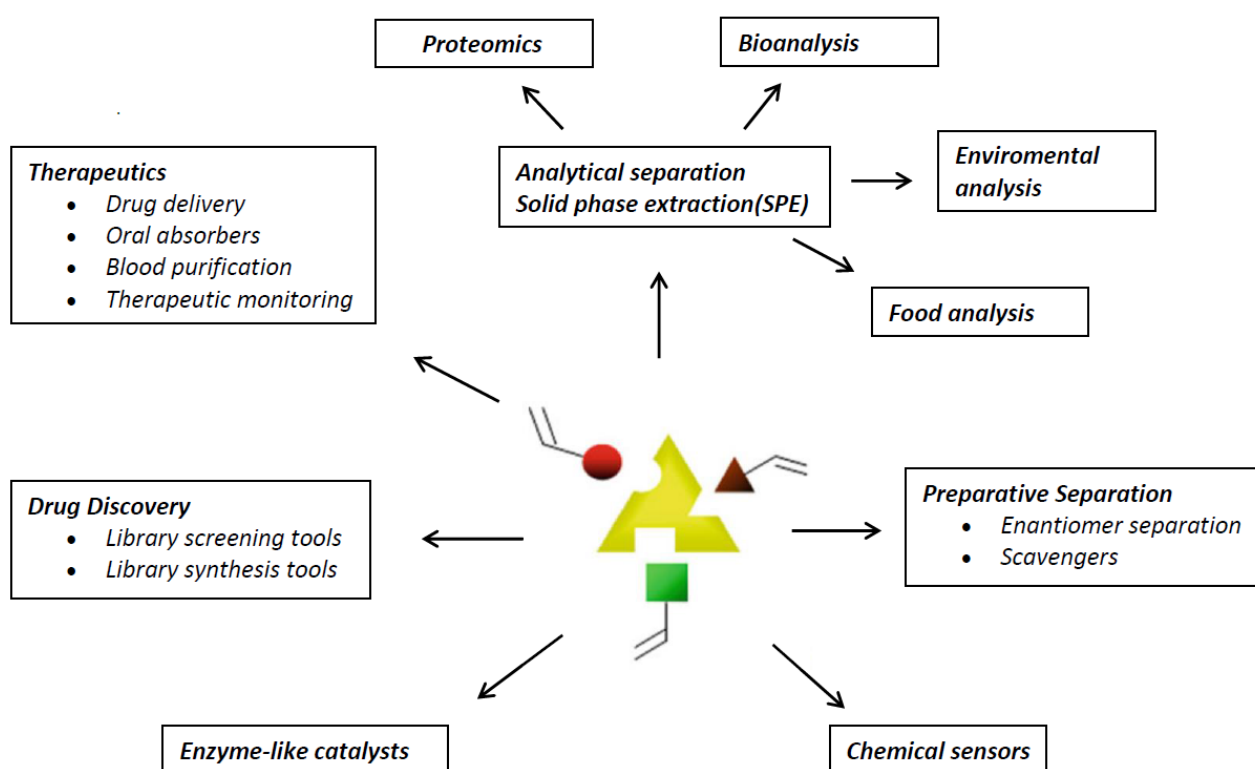 Proteomics
Bioanalysis
Therapeutics
• Drug delivery
• Oral absorbers
• Blood purification
• Therapeutic monitoring
Analytical separation
Solid phase extraction(SPE)
Enviromental
analysis
Food analysis
Drug Discovery
• Library screening tools
• Library synthesis tools
Preparative Separation
• Enantiomer separation
• Scavengers
Enzyme-like catalysts
Chemical sensors